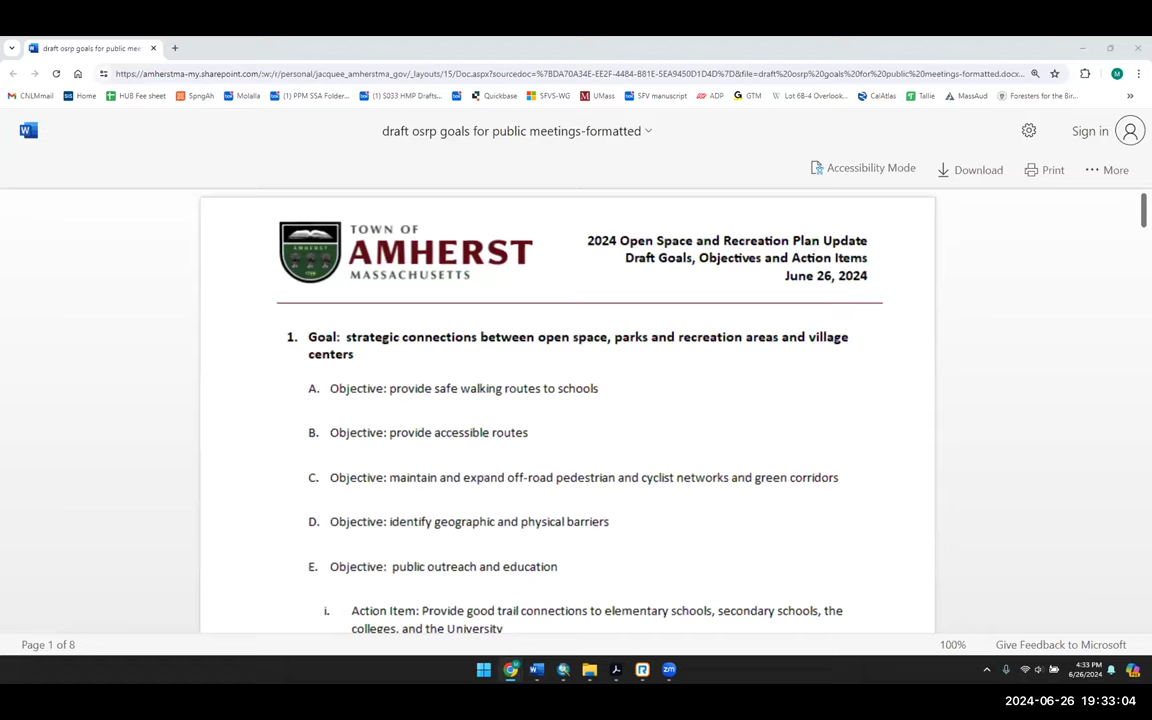 draft osrp goals for public mee
https://amherstma-my.sharepoint.com/:w:/r/personal/jacquee_amherstma_gov/_layouts/15/Doc.aspx?sourcedoc=%7BDA70A34E-EE2F-4484-B81E-5EA9450D1D4D%7D&file=draft%20osrp%20goals%20for%20public%20meetings-formatted.docx...
M
CNLMmail Home HUB Fee sheet SpngAh Molalla (1) PPM SSA Folder... (1) S033 HMP Drafts... Quickbase SFVS-WG UMass SFV manuscript ADP GTM Lot 6B-4 Overlook... CalAtlas Tallie MassAud Foresters for the Bir...
draft osrp goals for public meetings-formatted
Sign in
Accessibility Mode Download Print More
TOWN OF
AMHERST
MASSACHUSETTS
2024 Open Space and Recreation Plan Update
Draft Goals, Objectives and Action Items
June 26, 2024
1. Goal: strategic connections between open space, parks and recreation areas and village
centers
A. Objective: provide safe walking routes to schools
B. Objective: provide accessible routes
C. Objective: maintain and expand off-road pedestrian and cyclist networks and green corridors
D. Objective: identify geographic and physical barriers
E. Objective: public outreach and education
i. Action Item: Provide good trail connections to elementary schools, secondary schools, the
colleges, and the University
Page 1 of 8
100% Give Feedback to Microsoft
4:33 PM
6/26/2024
2024-06-26 19:33:04